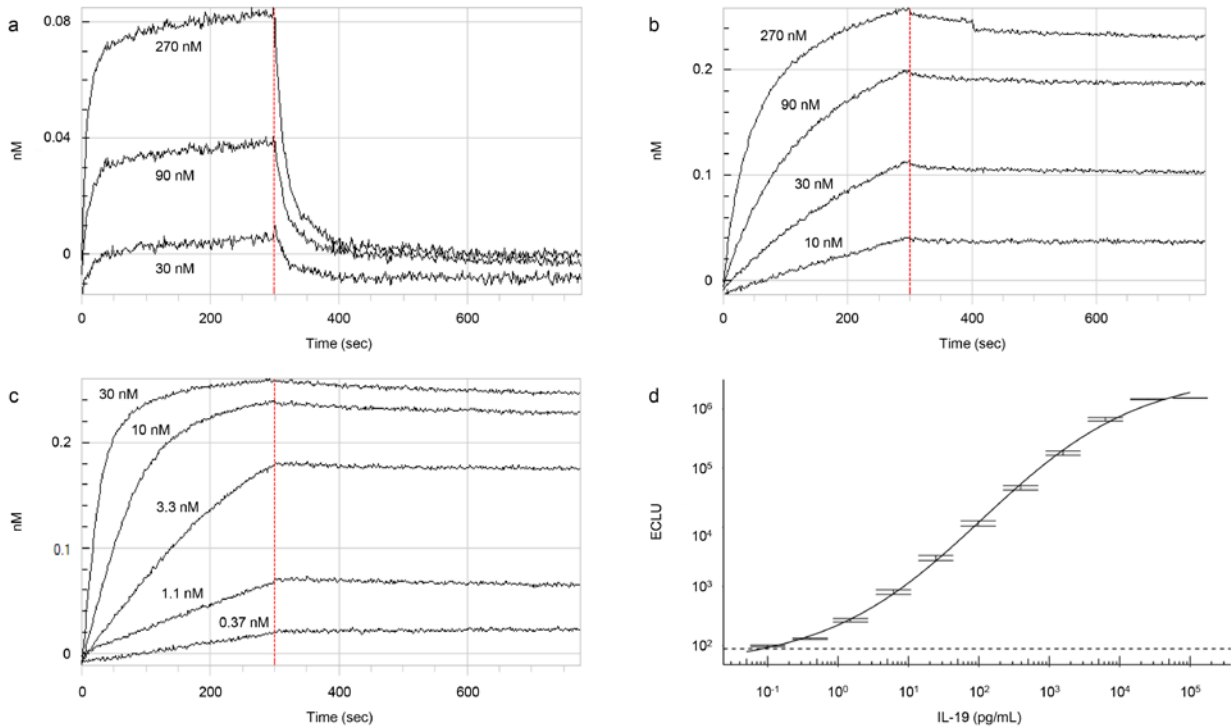 a
0.08
0.04
0
nM
270 nM
90 nM
30 nM
0 200 400 600
Time (sec)
b
0.2
0.1
0
nM
270 nM
90 nM
30 nM
10 nM
0 200 400 600
Time (sec)
c
0.2
0.1
0
nM
30 nM
10 nM
3.3 nM
1.1 nM
0.37 nM
0 200 400 600
Time (sec)
d
10⁶
10⁵
10⁴
10³
10²
ECLU
10⁻¹ 10⁰ 10¹ 10² 10³ 10⁴ 10⁵
IL-19 (pg/mL)